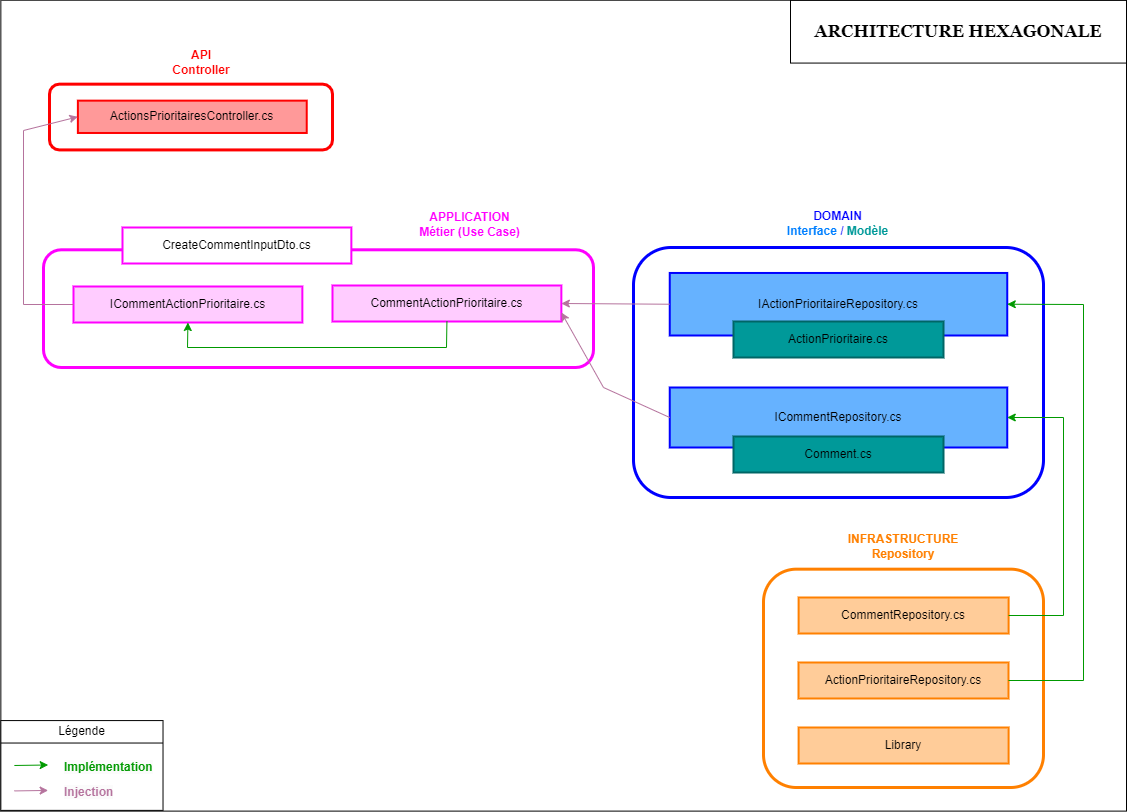 ARCHITECTURE HEXAGONALE
API
Controller
ActionsPrioritairesController.cs
APPLICATION
Métier (Use Case)
CreateCommentInputDto.cs
ICommentActionPrioritaire.cs
CommentActionPrioritaire.cs
DOMAIN
Interface / Modèle
IActionPrioritaireRepository.cs
ActionPrioritaire.cs
ICommentRepository.cs
Comment.cs
INFRASTRUCTURE
Repository
CommentRepository.cs
ActionPrioritaireRepository.cs
Library
Légende
Implémentation
Injection